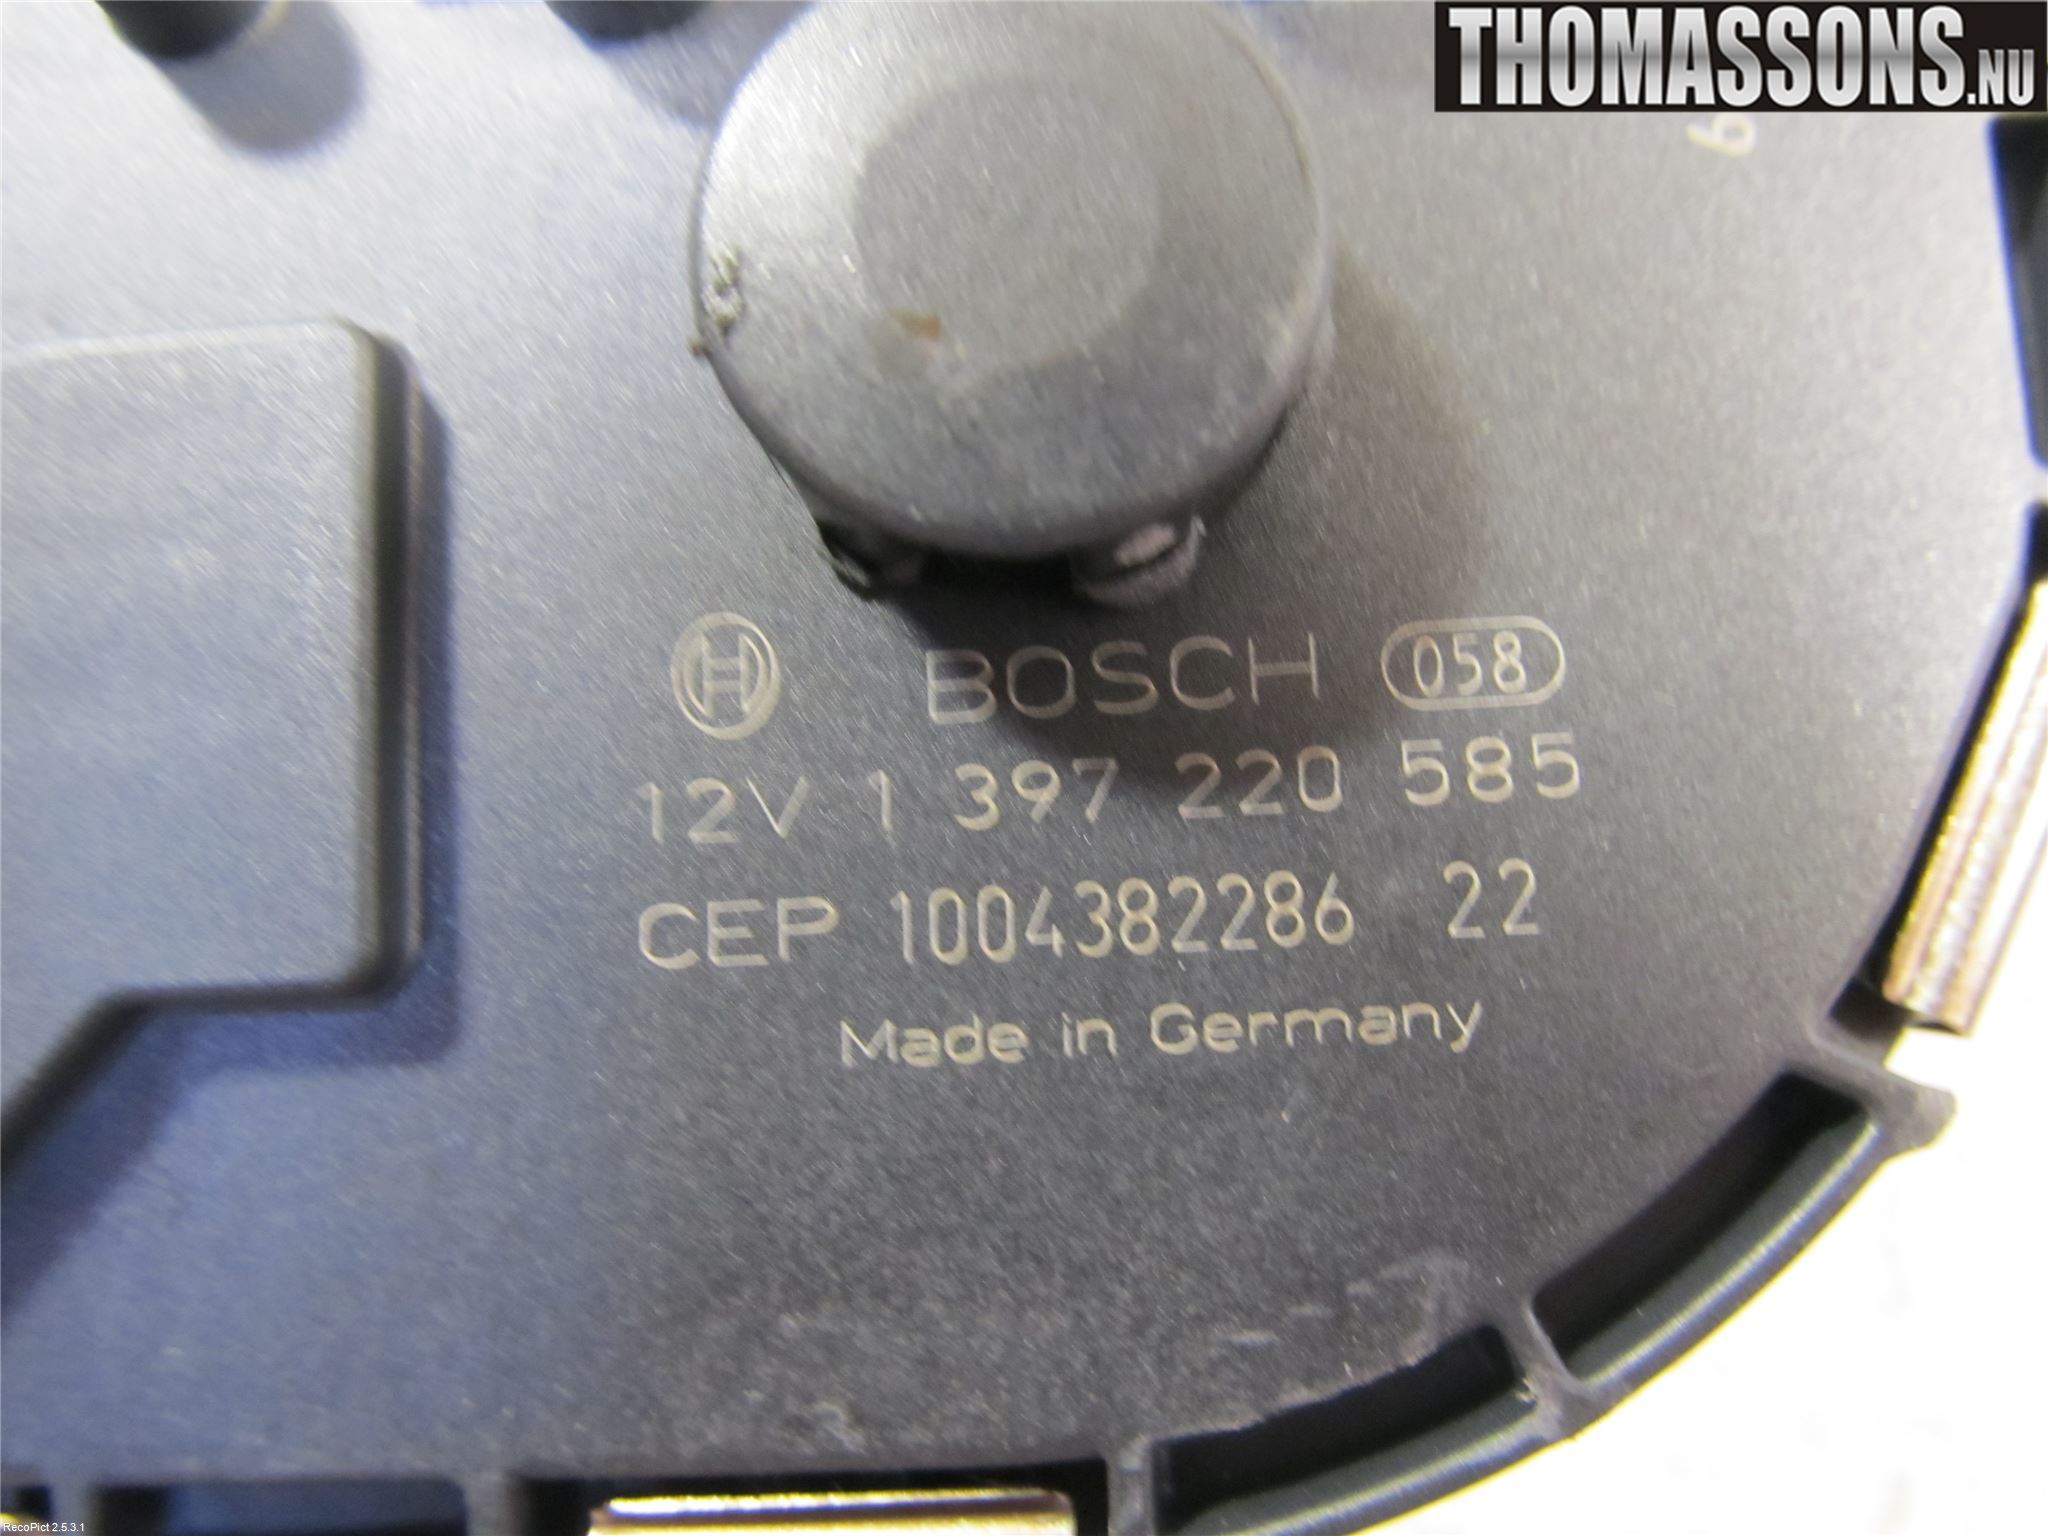 THOMASSONS.NU
6
BOSCH 058
12V 1 397 220 585
CEP 1004382286 22
Made in Germany
RecoPict 2.5.3.1